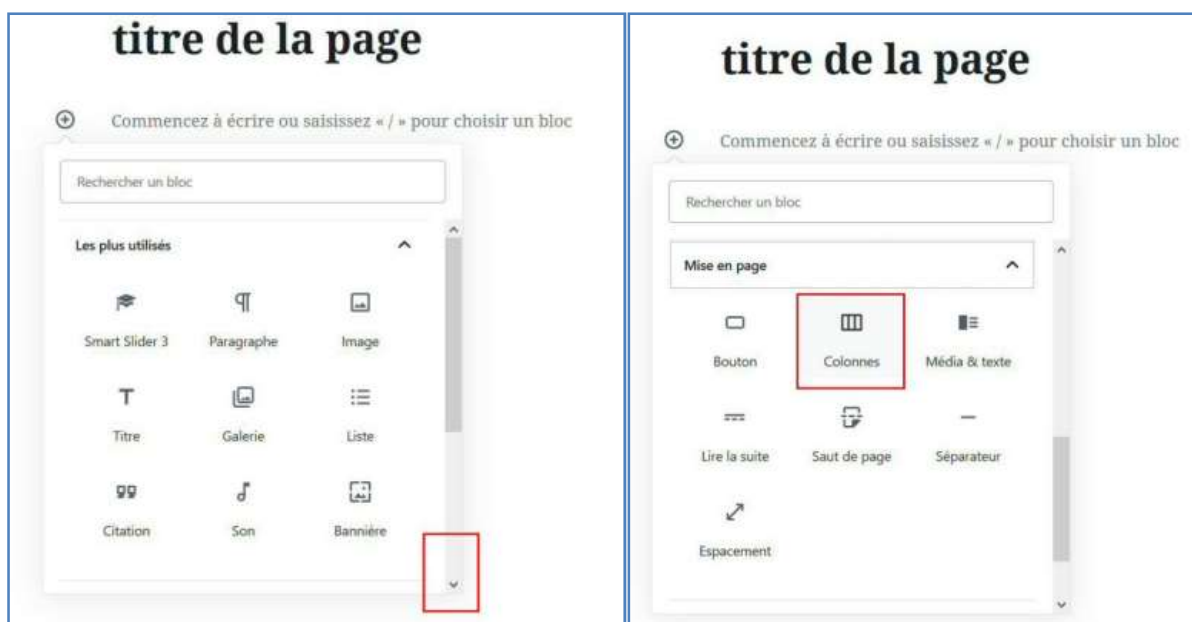 titre de la page
Commencez à écrire ou saisissez « / » pour choisir un bloc
Rechercher un bloc
Les plus utilisés
Smart Slider 3 Paragraphe Image
Titre Galerie Liste
Citation Son Bannière
titre de la page
Commencez à écrire ou saisissez « / » pour choisir un bloc
Rechercher un bloc
Mise en page
Bouton Colonnes Média & texte
Lire la suite Saut de page Séparateur
Espacement